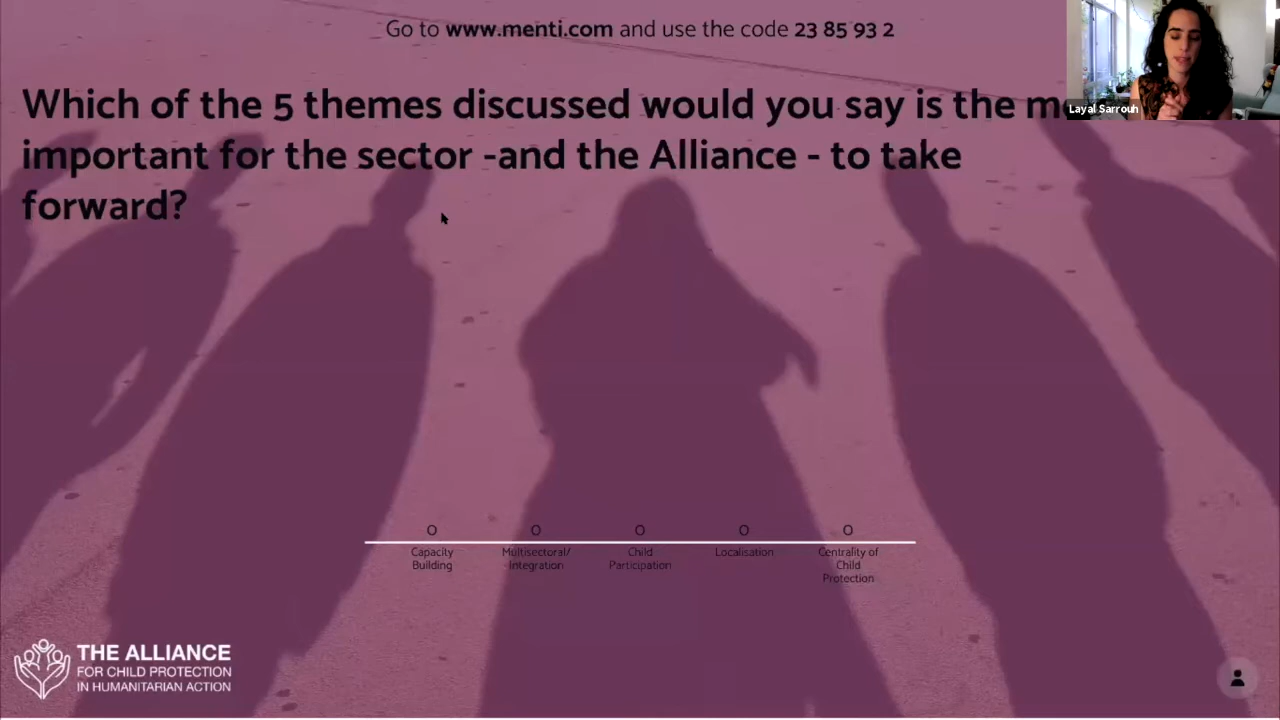 Go to www.menti.com and use the code 23 85 93 2
Which of the 5 themes discussed would you say is the
important for the sector -and the Alliance - to take
forward?
Layal Sarrouh
0 0 0 0 0
Capacity
Building
Multisectoral/
Integration
Child
Participation
Localisation
Centrality of
Child
Protection
THE ALLIANCE
FOR CHILD PROTECTION
IN HUMANITARIAN ACTION